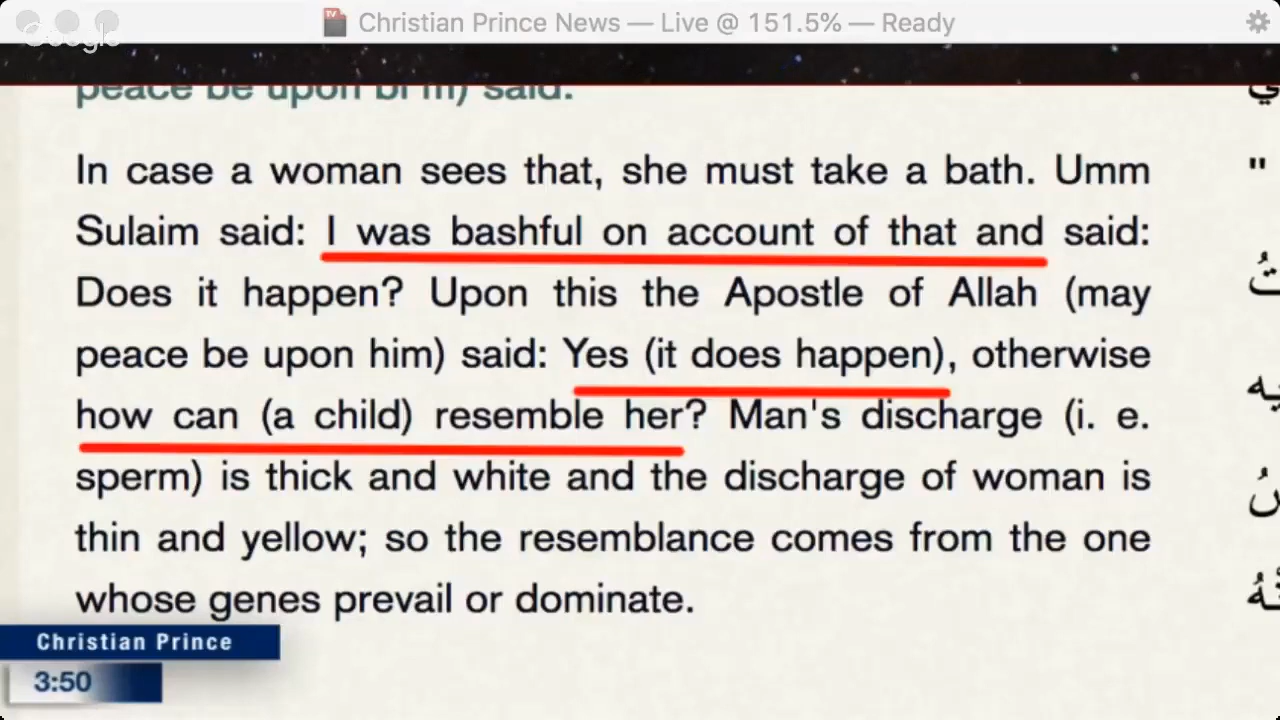 Christian Prince News — Live @ 151.5% — Ready
Google
peace be upon bi m) said:
In case a woman sees that, she must take a bath. Umm
Sulaim said: I was bashful on account of that and said:
Does it happen? Upon this the Apostle of Allah (may
peace be upon him) said: Yes (it does happen), otherwise
how can (a child) resemble her? Man's discharge (i. e.
sperm) is thick and white and the discharge of woman is
thin and yellow; so the resemblance comes from the one
whose genes prevail or dominate.
Christian Prince
3:50